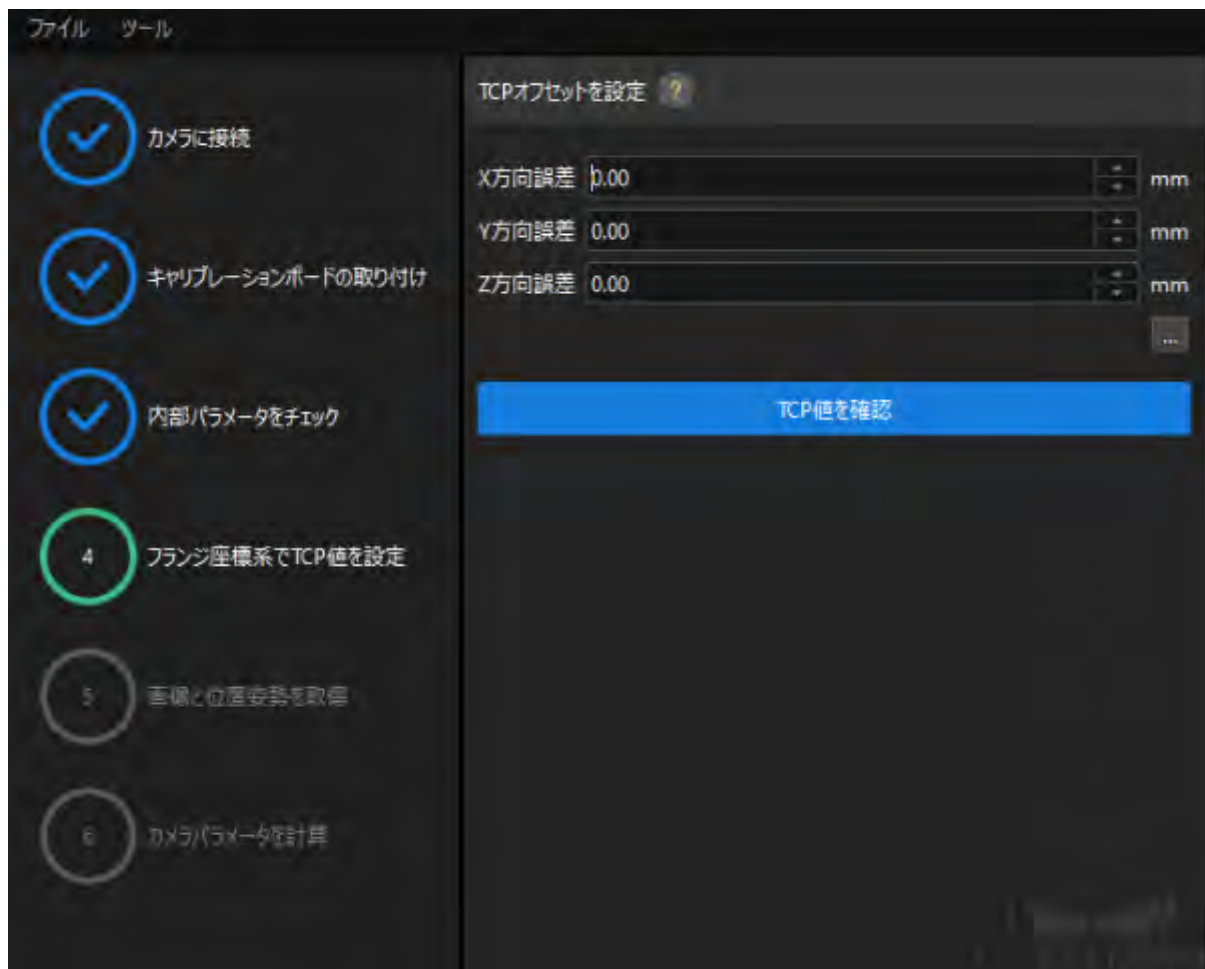 ファイル ツール
カメラに接続
キャリブレーションボードの取り付け
内部パラメータをチェック
4 フランジ座標系でTCP値を設定
5 画像と位置姿勢を取得
6 カメラパラメータを計算
TCPオフセットを設定 ?
X方向誤差 0.00 mm
Y方向誤差 0.00 mm
Z方向誤差 0.00 mm
...
TCP値を確認